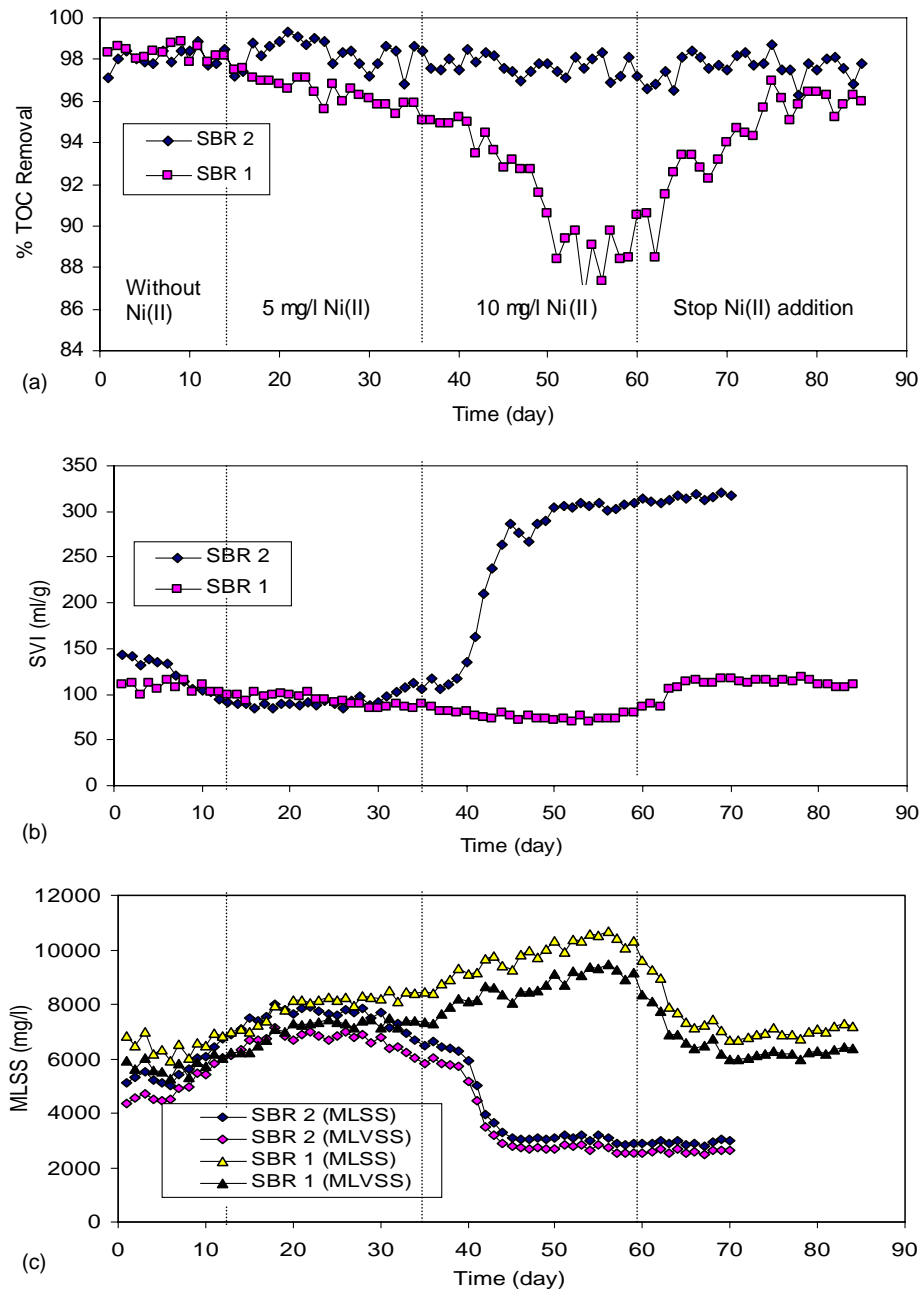 100
98
96
94
92
90
88
86
84
% TOC Removal
SBR 2
SBR 1
Without
Ni(II)
5 mg/l Ni(II)
10 mg/l Ni(II)
Stop Ni(II) addition
0 10 20 30 40 50 60 70 80 90
(a)
Time (day)
350
300
250
200
150
100
50
0
SVI (ml/g)
SBR 2
SBR 1
0 10 20 30 40 50 60 70 80 90
Time (day)
(b)
12000
10000
8000
6000
4000
2000
0
MLSS (mg/l)
SBR 2 (MLSS)
SBR 2 (MLVSS)
SBR 1 (MLSS)
SBR 1 (MLVSS)
0 10 20 30 40 50 60 70 80 90
(c)
Time (day)